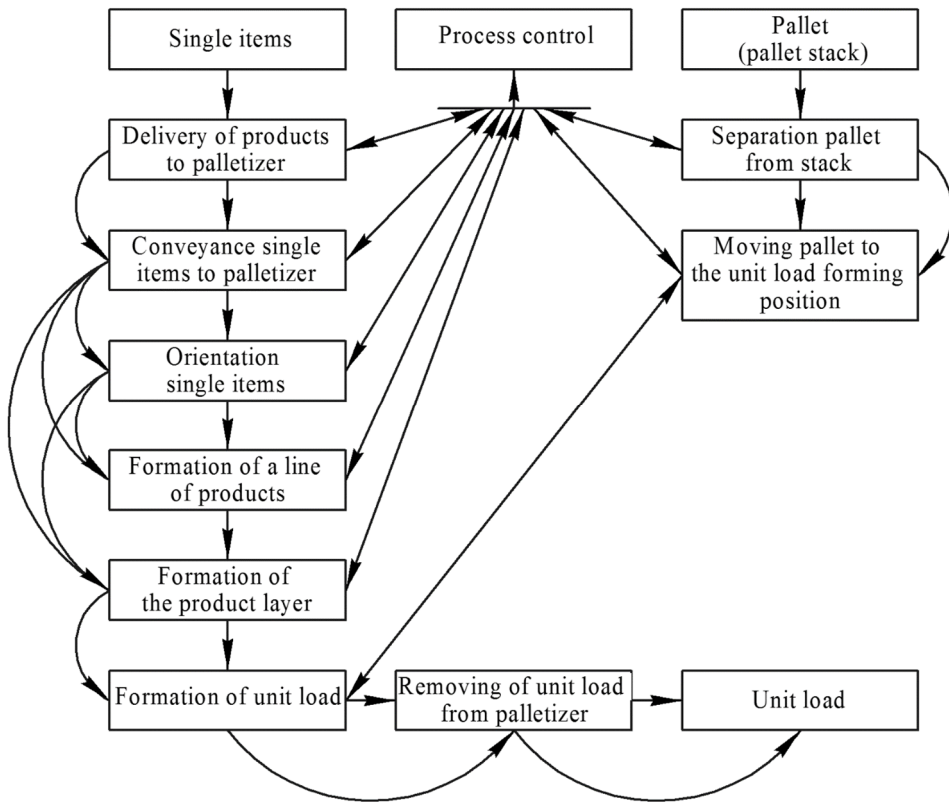 Single items
Process control
Pallet
(pallet stack)
Delivery of products
to palletizer
Separation pallet
from stack
Conveyance single
items to palletizer
Moving pallet to
the unit load forming
position
Orientation
single items
Formation of a line
of products
Formation of
the product layer
Formation of unit load
Removing of unit load
from palletizer
Unit load